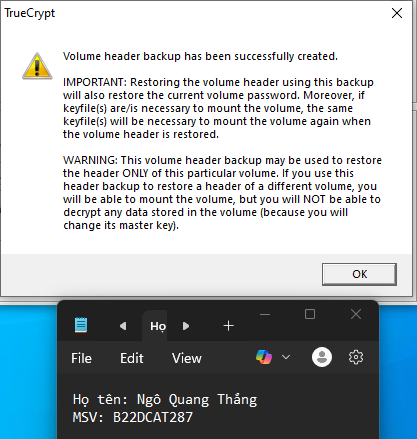 TrueCrypt
Volume header backup has been successfully created.
IMPORTANT: Restoring the volume header using this backup
will also restore the current volume password. Moreover, if
keyfile(s) are/is necessary to mount the volume, the same
keyfile(s) will be necessary to mount the volume again when
the volume header is restored.
WARNING: This volume header backup may be used to restore
the header ONLY of this particular volume. If you use this
header backup to restore a header of a different volume, you
will be able to mount the volume, but you will NOT be able to
decrypt any data stored in the volume (because you will
change its master key).
OK
Họ
File Edit View
Họ tên: Ngô Quang Thắng
MSV: B22DCAT287